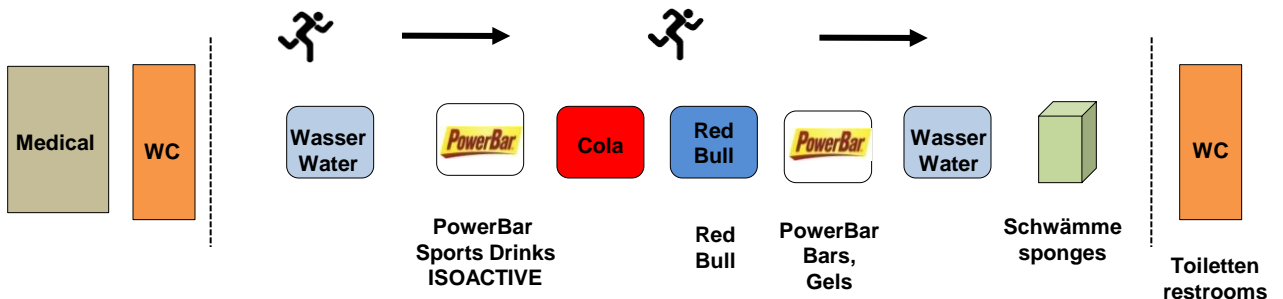 Medical
WC
Wasser
Water
PowerBar
Cola
Red
Bull
PowerBar
Wasser
Water
WC
PowerBar
Sports Drinks
ISOACTIVE
Red
Bull
PowerBar
Bars,
Gels
Schwämme
sponges
Toiletten
restrooms